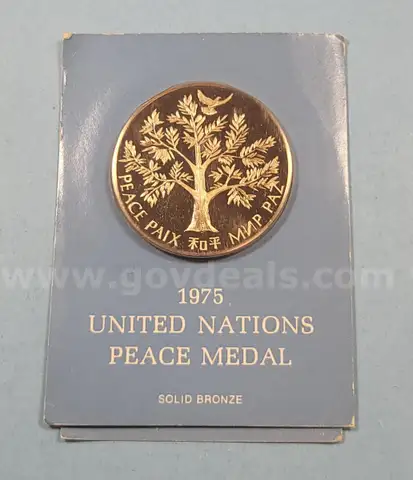 PEACE PAIX 和平 МИР PAZ
1975
UNITED NATIONS
PEACE MEDAL
SOLID BRONZE
www.govdeals.com